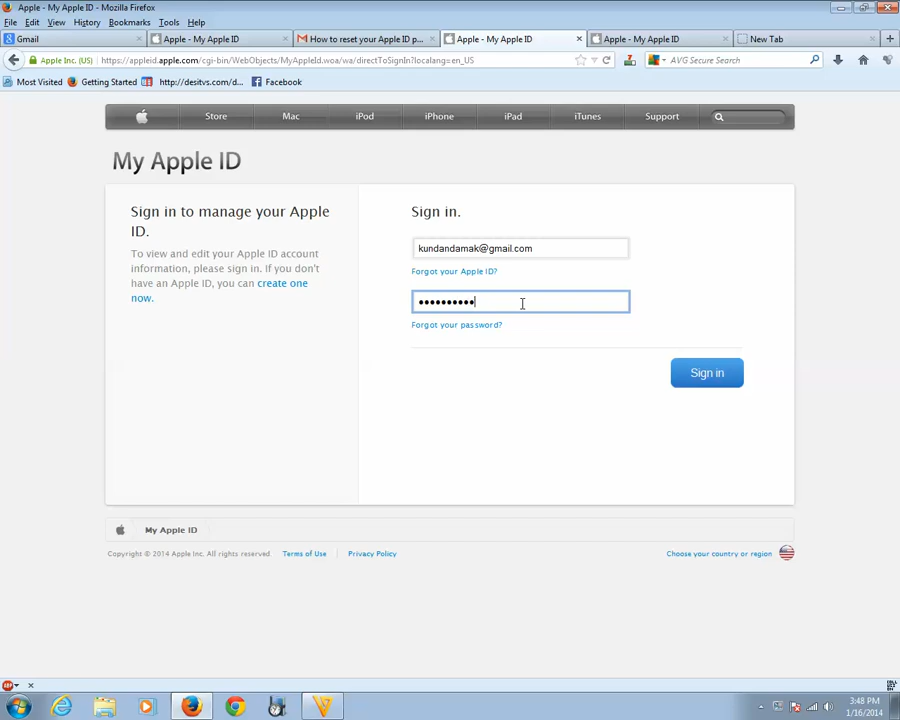 Apple - My Apple ID - Mozilla Firefox
File Edit View History Bookmarks Tools Help
Gmail
Apple - My Apple ID
How to reset your Apple ID p...
Apple - My Apple ID
Apple - My Apple ID
New Tab
Apple Inc. (US)
https://appleid.apple.com/cgi-bin/WebObjects/MyAppleId.woa/wa/directToSignIn?localang=en_US
AVG Secure Search
Most Visited Getting Started http://desitvs.com/d... Facebook
Store Mac iPod iPhone iPad iTunes Support
My Apple ID
Sign in to manage your Apple
ID.
To view and edit your Apple ID account
information, please sign in. If you don't
have an Apple ID, you can create one
now.
Sign in.
kundandamak@gmail.com
Forgot your Apple ID?
••••••••••
Forgot your password?
Sign in
My Apple ID
Copyright © 2014 Apple Inc. All rights reserved Terms of Use Privacy Policy
Choose your country or region
3:48 PM
1/16/2014